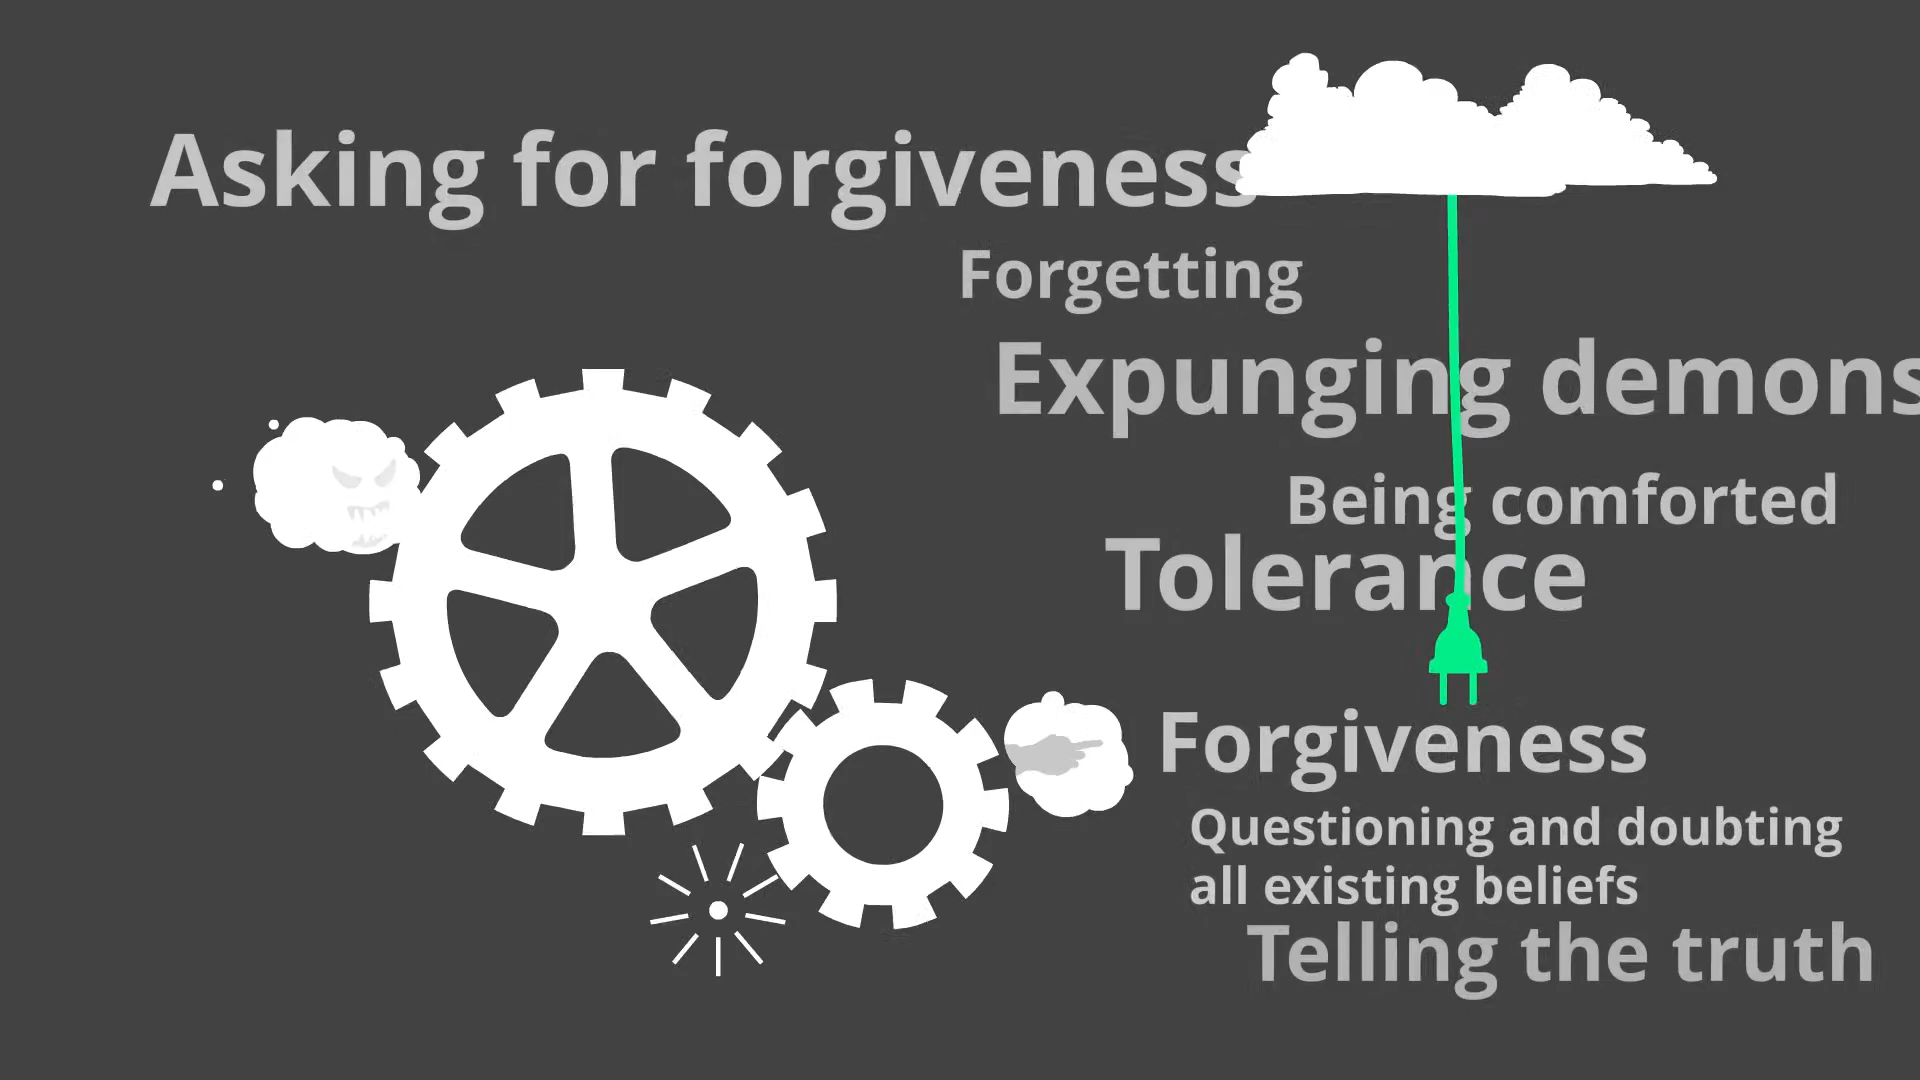 Asking for forgiveness
Forgetting
Expunging demons
Being comforted
Tolerance
Forgiveness
Questioning and doubting
all existing beliefs
Telling the truth